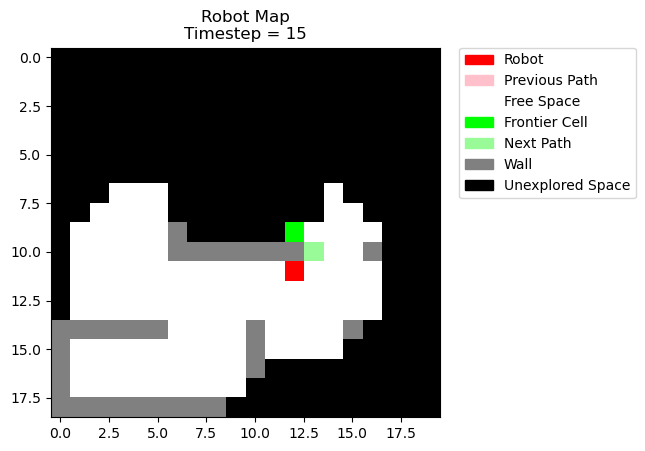 Robot Map
Timestep = 15
0.0
2.5
5.0
7.5
10.0
12.5
15.0
17.5
0.0
2.5
5.0
7.5
10.0
12.5
15.0
17.5
Robot
Previous Path
Free Space
Frontier Cell
Next Path
Wall
Unexplored Space